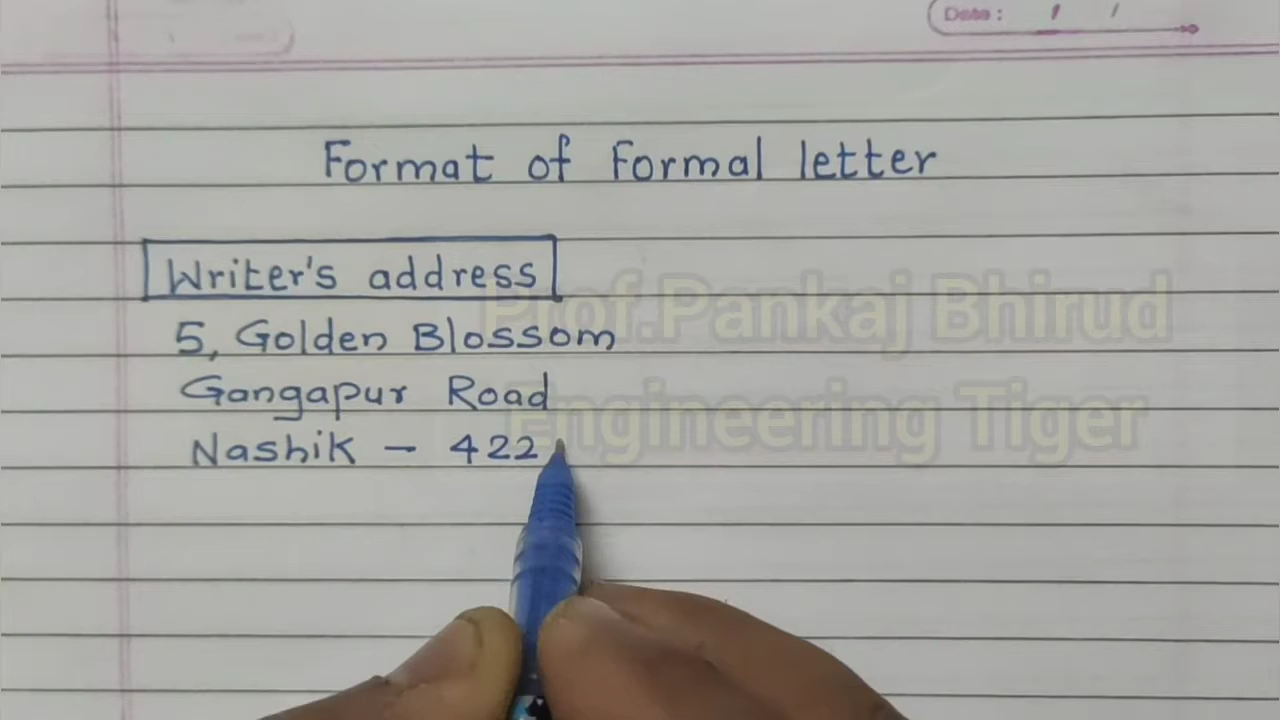 Date :
Format of Formal letter
Writer's address
5, Golden Blossom
Gangapur Road
Nashik - 422
Prof.Pankaj Bhirud
Engineering Tiger